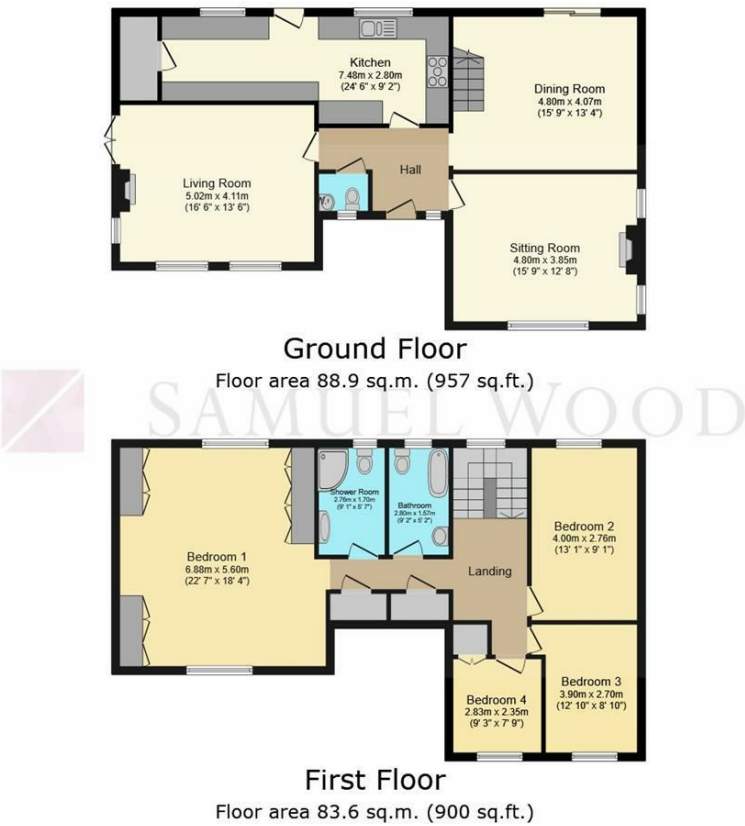 Kitchen
7.48m x 2.80m
(24' 6" x 9' 2")
Dining Room
4.80m x 4.07m
(15' 9" x 13' 4")
Living Room
5.02m x 4.11m
(16' 6" x 13' 6")
Hall
Sitting Room
4.80m x 3.85m
(15' 9" x 12' 8")
Ground Floor
Floor area 88.9 sq.m. (957 sq.ft.)
SAMUEL WOOD
Shower Room
2.76m x 1.70m
(9' 1" x 5' 7")
Bathroom
2.80m x 1.57m
(9' 2" x 5' 2")
Bedroom 1
6.88m x 5.60m
(22' 7" x 18' 4")
Bedroom 2
4.00m x 2.76m
(13' 1" x 9' 1")
Landing
Bedroom 3
3.90m x 2.70m
(12' 10" x 8' 10")
Bedroom 4
2.83m x 2.35m
(9' 3" x 7' 9")
First Floor
Floor area 83.6 sq.m. (900 sq.ft.)